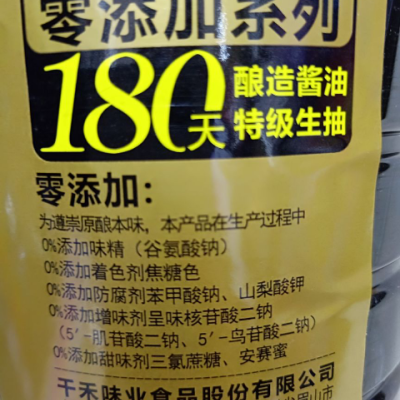 零添加系列
180天
酿造酱油
特级生抽
零添加:
为遵崇原酿本味,本产品在生产过程中
0%添加味精(谷氨酸钠)
0%添加着色剂焦糖色
0%添加防腐剂苯甲酸钠、山梨酸钾
0%添加增味剂呈味核苷酸二钠
(5′-肌苷酸二钠、5′-鸟苷酸二钠)
0%添加甜味剂三氯蔗糖、安赛蜜
千禾味业食品股份有限公司
省眉山市